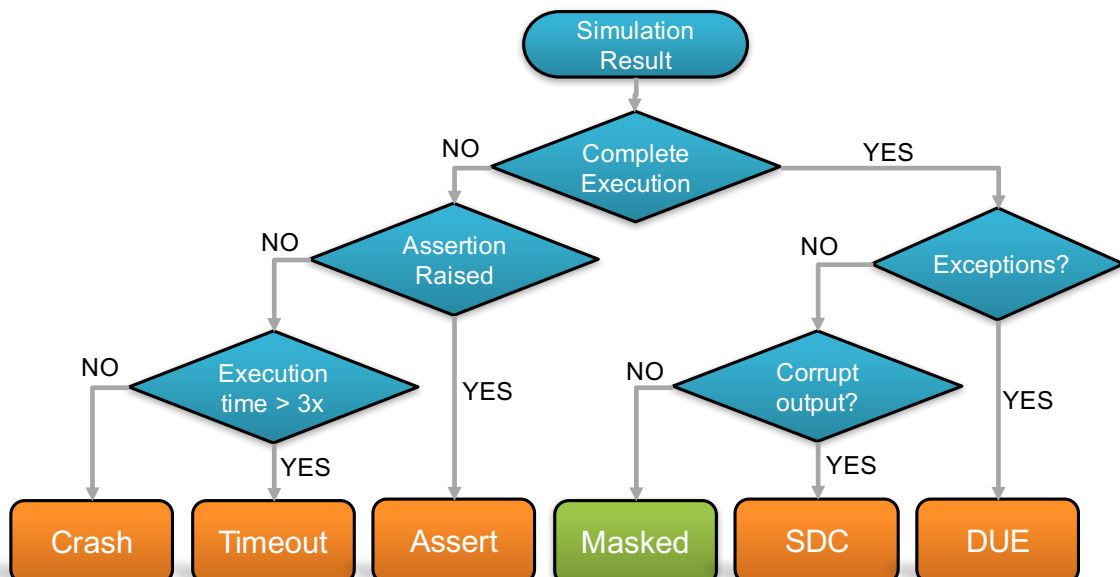 Simulation
Result
NO
Complete
Execution
YES
NO
Assertion
Raised
NO
Exceptions?
NO
Execution
time > 3x
YES
NO
Corrupt
output?
YES
YES
YES
Crash
Timeout
Assert
Masked
SDC
DUE